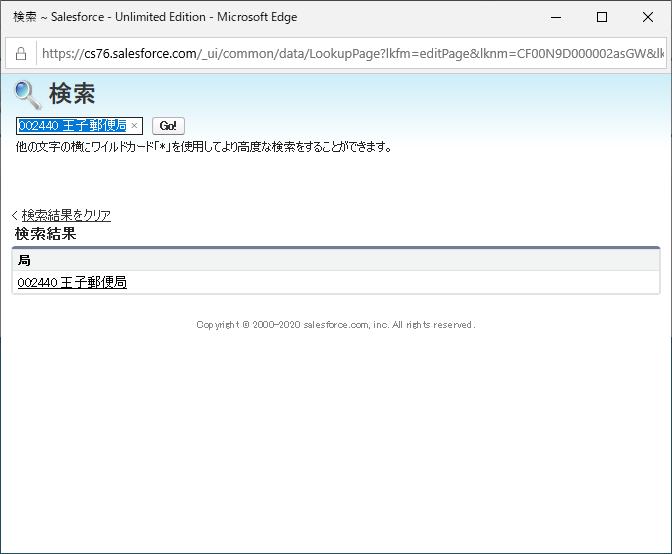 検索 ~ Salesforce - Unlimited Edition - Microsoft Edge
https://cs76.salesforce.com/_ui/common/data/LookupPage?lkfm=editPage&lknm=CF00N9D000002asGW&lk
検索
002440 王子郵便局 × Go!
他の文字の横にワイルドカード「*」を使用してより高度な検索をすることができます。
< 検索結果をクリア
検索結果
局
002440 王子郵便局
Copyright © 2000-2020 salesforce.com, inc. All rights reserved.